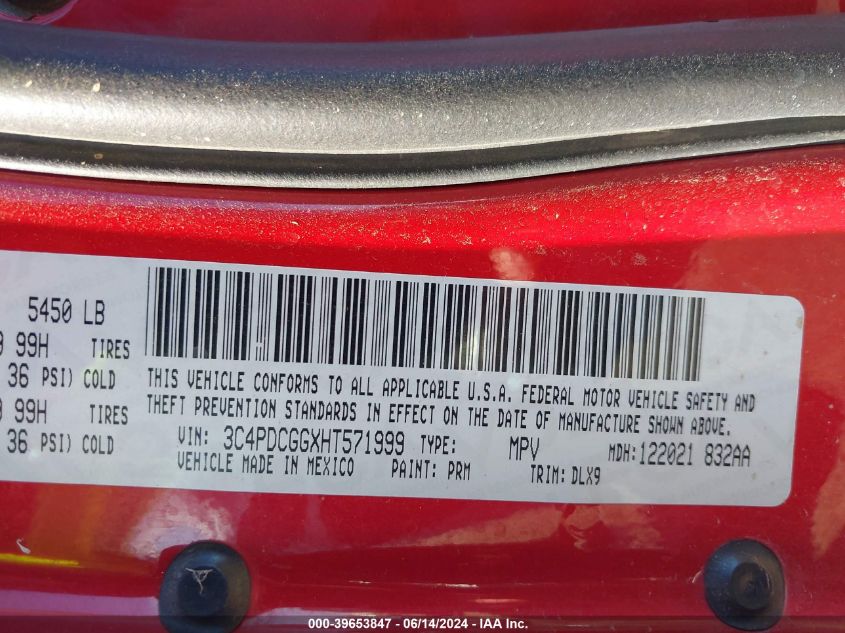 5450 LB
99H TIRES
36 PSI) COLD
99H TIRES
36 PSI) COLD
THIS VEHICLE CONFORMS TO ALL APPLICABLE U.S.A. FEDERAL MOTOR VEHICLE SAFETY AND
THEFT PREVENTION STANDARDS IN EFFECT ON THE DATE OF MANUFACTURE SHOWN ABOVE.
VIN: 3C4PDCGGXHT571999 TYPE: MPV MDH:122021 832AA
VEHICLE MADE IN MEXICO PAINT: PRM TRIM: DLX9
000-39653847 - 06/14/2024 - IAA Inc.